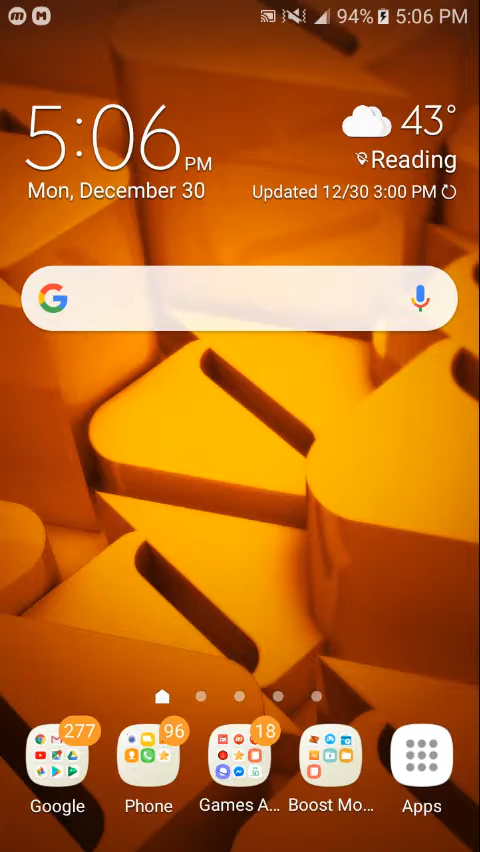 94% 5:06 PM
5:06 PM
Mon, December 30
43°
Reading
Updated 12/30 3:00 PM
G
277
96
18
Google
Phone
Games A...
Boost Mo...
Apps